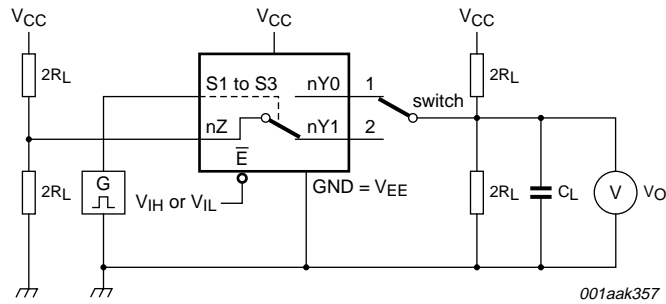 VCC
VCC
VCC
2RL
S1 to S3
nY0
1
2RL
switch
nZ
nY1
2
E
2RL
G
VIH or VIL
GND = VEE
2RL
CL
V
VO
001aak357